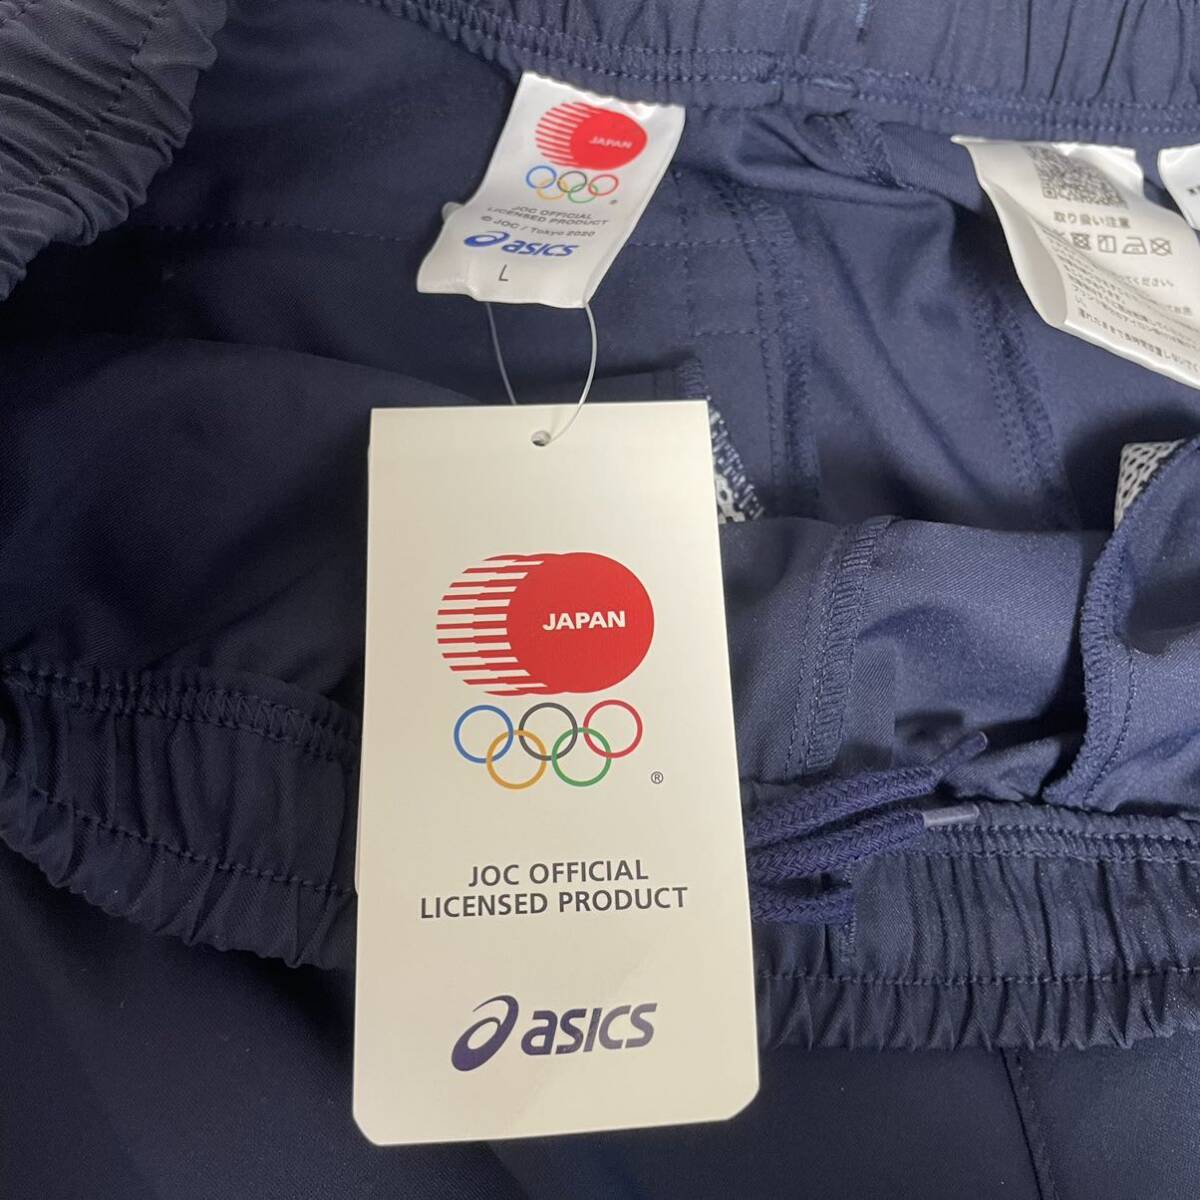 JAPAN
®
JOC OFFICIAL
LICENSED PRODUCT
© JOC / Tokyo 2020
asics
L
取り扱い注意
JAPAN
®
JOC OFFICIAL
LICENSED PRODUCT
asics